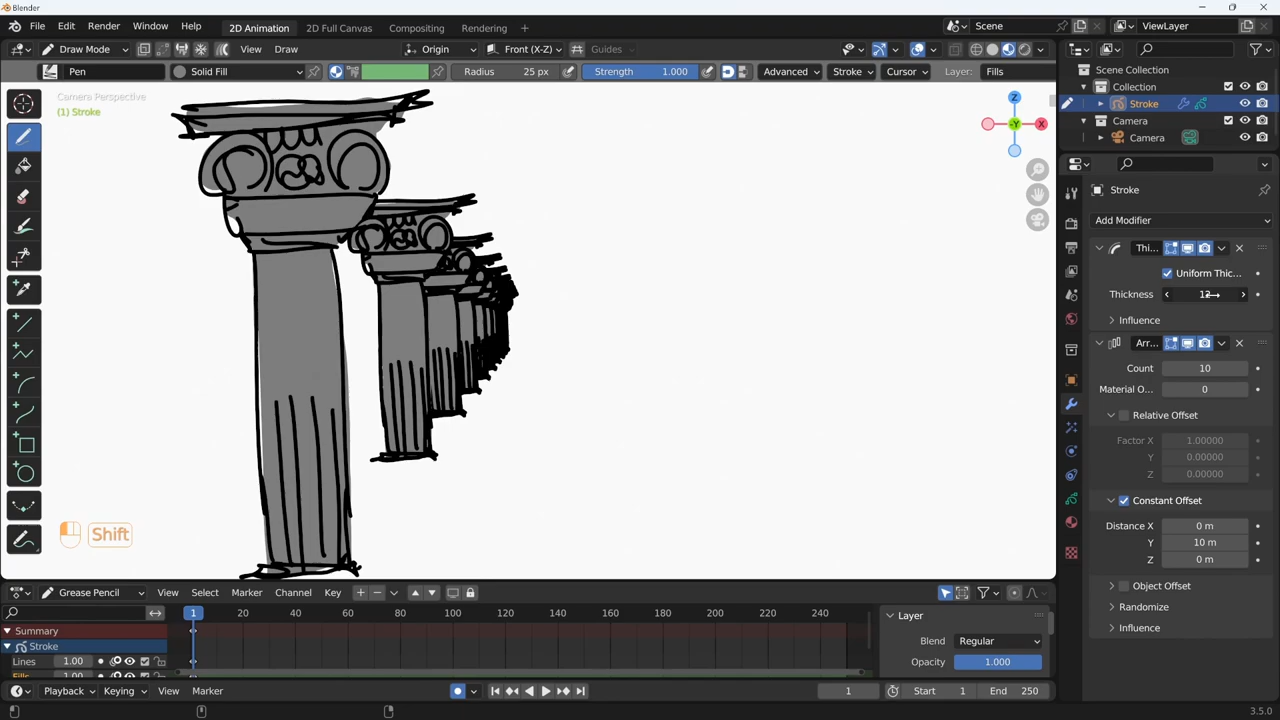 Blender
File Edit Render Window Help 2D Animation 2D Full Canvas Compositing Rendering Scene ViewLayer
Draw Mode View Draw Origin Front (X-Z) Guides
Pen Solid Fill Radius 25 px Strength 1.000 Advanced Stroke Cursor Layer: Fills
Camera Perspective
(1) Stroke
Z
-Y
X
Shift
Scene Collection
Collection
Stroke
Camera
Camera
Stroke
Add Modifier
Thi...
Uniform Thic...
Thickness 12
Influence
Arr...
Count 10
Material O... 0
Relative Offset
Factor X 1.00000
Y 0.00000
Z 0.00000
Constant Offset
Distance X 0 m
Y 10 m
Z 0 m
Object Offset
Randomize
Influence
Grease Pencil View Select Marker Channel Key
1 20 40 60 80 100 120 140 160 180 200 220 240
Summary
Stroke
Lines 1.00
Fills 1.00
Layer
Blend Regular
Opacity 1.000
Playback Keying View Marker 1 Start 1 End 250
3.5.0